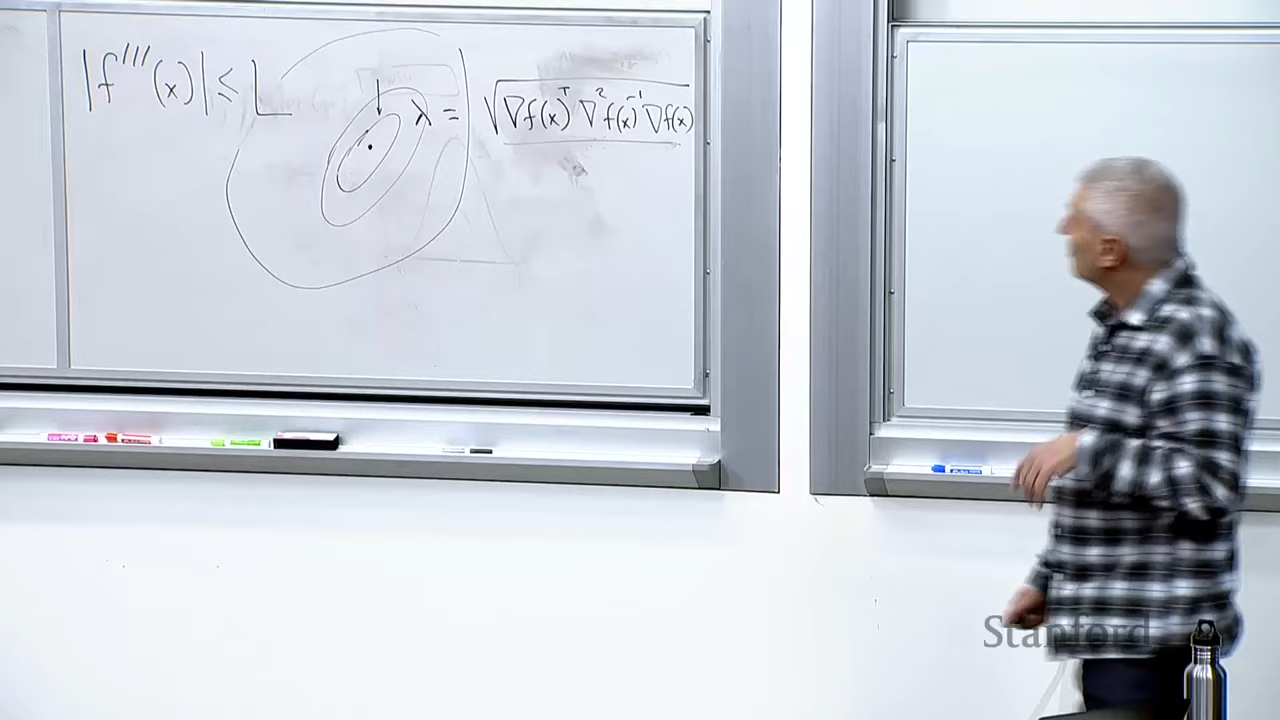 |f'''(x)| ≤ L
λ = √∇f(x)ᵀ ∇²f(x)⁻¹ ∇f(x)
Stanford